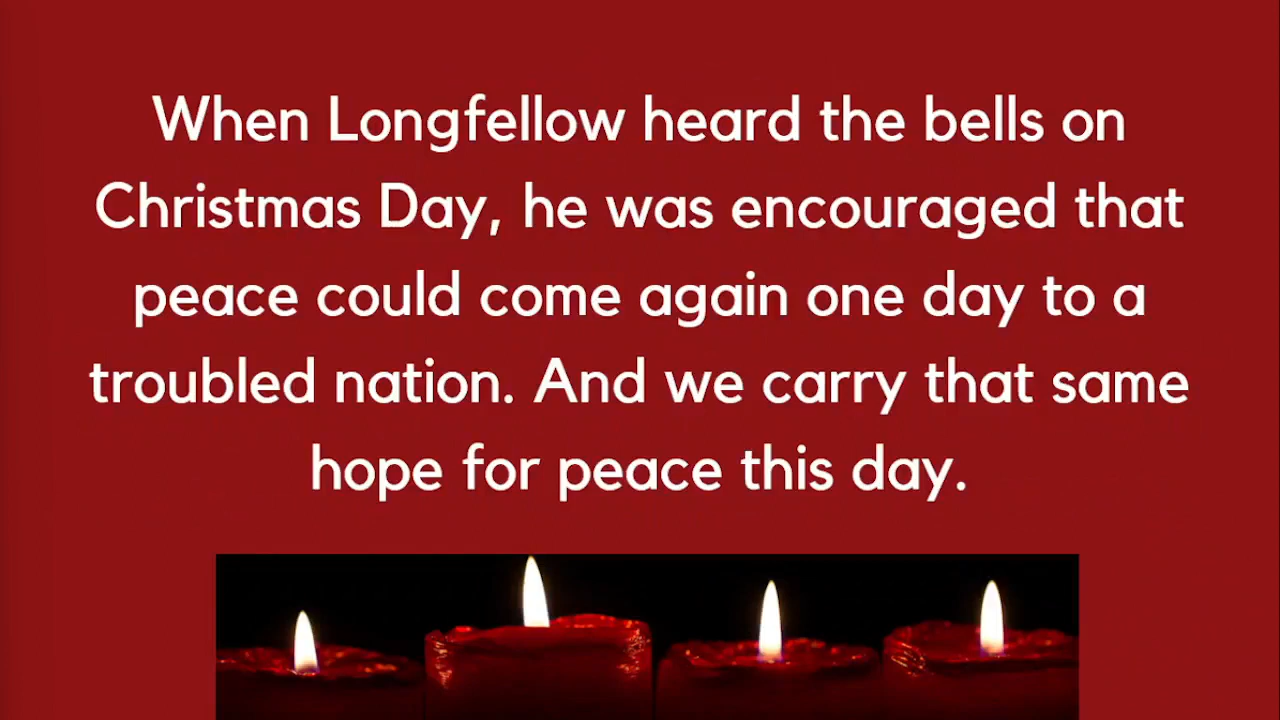 When Longfellow heard the bells on
Christmas Day, he was encouraged that
peace could come again one day to a
troubled nation. And we carry that same
hope for peace this day.